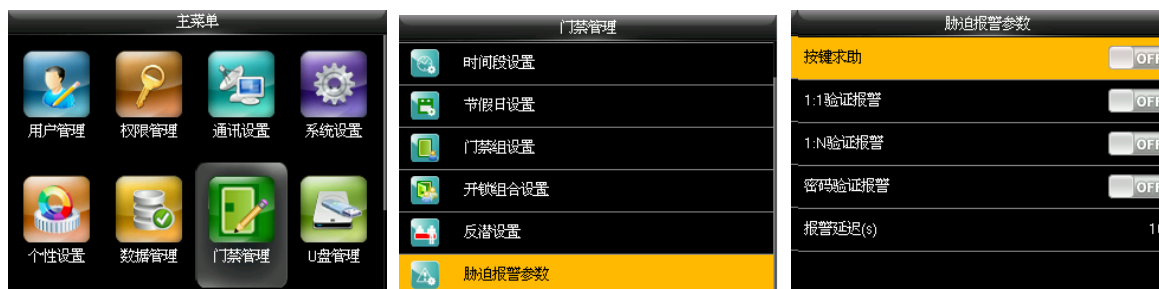 主菜单
用户管理 权限管理 通讯设置 系统设置
个性设置 数据管理 门禁管理 U盘管理
门禁管理
时间段设置
节假日设置
门禁组设置
开锁组合设置
反潜设置
胁迫报警参数
胁迫报警参数
按键求助 OFF
1:1验证报警 OFF
1:N验证报警 OFF
密码验证报警 OFF
报警延迟(s)